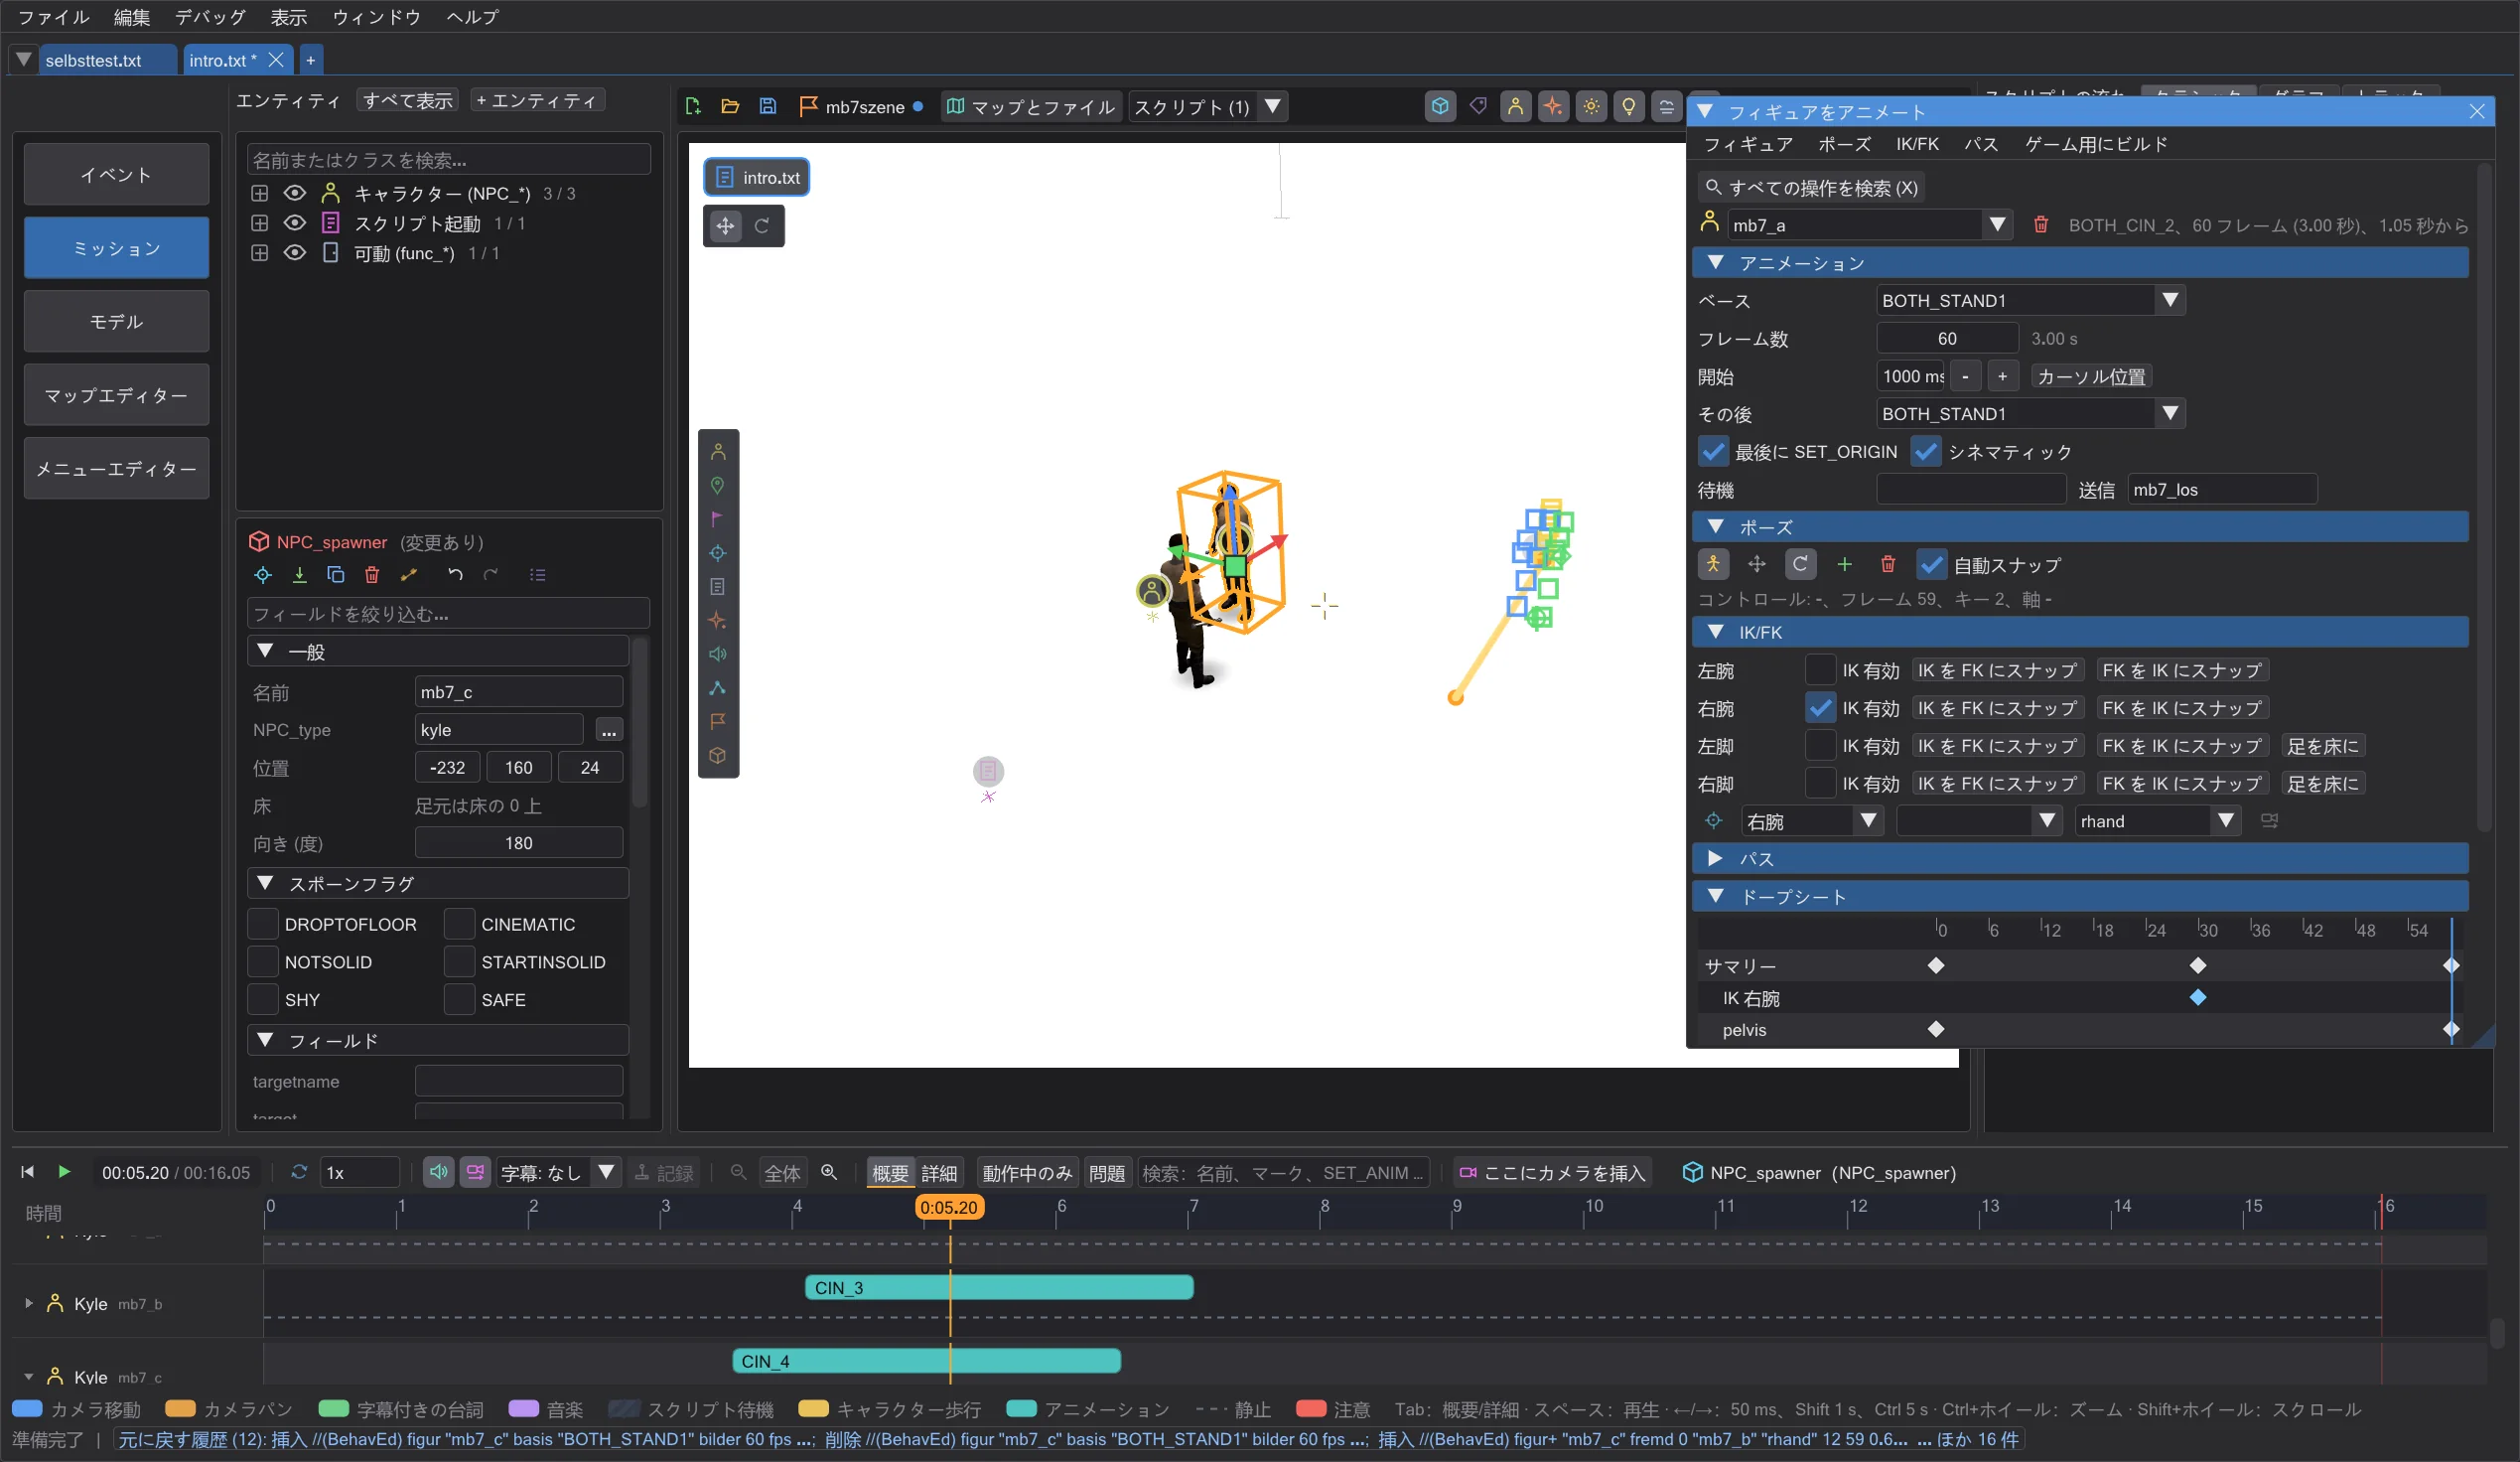 ファイル 編集 デバッグ 表示 ウィンドウ ヘルプ
selbsttest.txt intro.txt * +
エンティティ すべて表示 + エンティティ
mb7szene マップとファイル スクリプト (1)
イベント
ミッション
モデル
マップエディター
メニューエディター
名前またはクラスを検索...
キャラクター (NPC_*) 3 / 3
スクリプト起動 1 / 1
可動 (func_*) 1 / 1
NPC_spawner (変更あり)
フィールドを絞り込む...
一般
名前 mb7_c
NPC_type kyle ...
位置 -232 160 24
床 足元は床の 0 上
向き (度) 180
スポーンフラグ
DROPTOFLOOR CINEMATIC
NOTSOLID STARTINSOLID
SHY SAFE
フィールド
targetname
intro.txt
フィギュアをアニメート
フィギュア ポーズ IK/FK パス ゲーム用にビルド
すべての操作を検索 (X)
mb7_a BOTH_CIN_2、60 フレーム (3.00 秒)、1.05 秒から
アニメーション
ベース BOTH_STAND1
フレーム数 60 3.00 s
開始 1000 ms - + カーソル位置
その後 BOTH_STAND1
最後に SET_ORIGIN シネマティック
待機 送信 mb7_los
ポーズ
自動スナップ
コントロール: -、フレーム 59、キー 2、軸 -
IK/FK
左腕 IK 有効 IK を FK にスナップ FK を IK にスナップ
右腕 IK 有効 IK を FK にスナップ FK を IK にスナップ
左脚 IK 有効 IK を FK にスナップ FK を IK にスナップ 足を床に
右脚 IK 有効 IK を FK にスナップ FK を IK にスナップ 足を床に
右腕 rhand
パス
ドープシート
0 6 12 18 24 30 36 42 48 54
サマリー
IK 右腕
pelvis
00:05.20 / 00:16.05 1x 字幕: なし 記録 全体 概要 詳細 動作中のみ 問題 検索: 名前、マーク、SET_ANIM ... ここにカメラを挿入 NPC_spawner (NPC_spawner)
時間 0 1 2 3 4 0:05.20 6 7 8 9 10 11 12 13 14 15 16
CIN_3
Kyle mb7_b
CIN_4
Kyle mb7_c
カメラ移動 カメラパン 字幕付きの台詞 音楽 スクリプト待機 キャラクター歩行 アニメーション 静止 注意 Tab: 概要/詳細 · スペース: 再生 · ←/→: 50 ms、Shift 1 s、Ctrl 5 s · Ctrl+ホイール: ズーム · Shift+ホイール: スクロール
準備完了 | 元に戻す履歴 (12): 挿入 //(BehavEd) figur "mb7_c" basis "BOTH_STAND1" bilder 60 fps ...; 削除 //(BehavEd) figur "mb7_c" basis "BOTH_STAND1" bilder 60 fps ...; 挿入 //(BehavEd) figur+ "mb7_c" fremd 0 "mb7_b" "rhand" 12 59 0.6... ... ほか 16 件